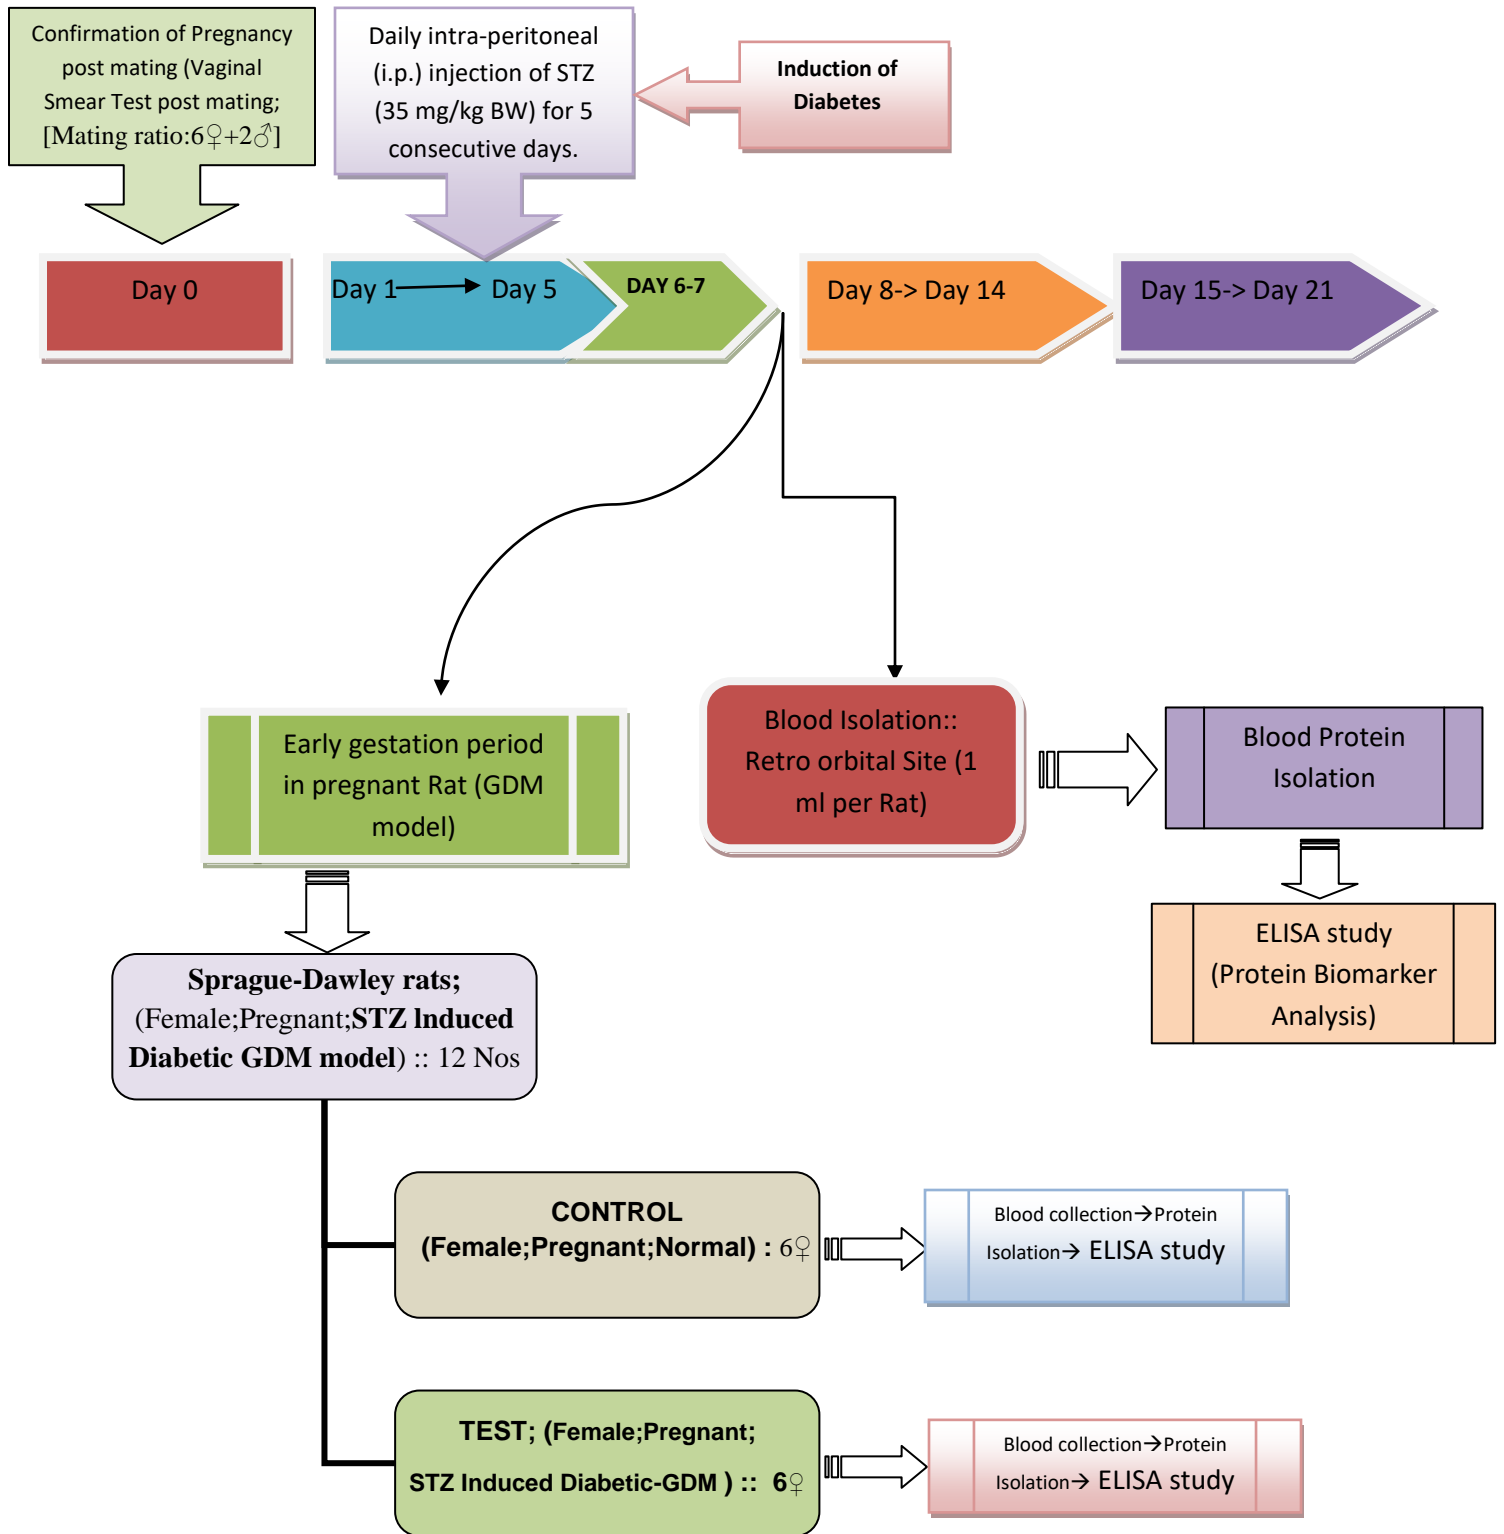 Confirmation of Pregnancy
post mating (Vaginal
Smear Test post mating;
[Mating ratio:6♀+2♂]
Daily intra-peritoneal
(i.p.) injection of STZ
(35 mg/kg BW) for 5
consecutive days.
Induction of
Diabetes
Day 0
Day 1 → Day 5
DAY 6-7
Day 8-> Day 14
Day 15-> Day 21
Early gestation period
in pregnant Rat (GDM
model)
Blood Isolation::
Retro orbital Site (1
ml per Rat)
Blood Protein
Isolation
ELISA study
(Protein Biomarker
Analysis)
Sprague-Dawley rats;
(Female;Pregnant;STZ Induced
Diabetic GDM model) :: 12 Nos
CONTROL
(Female;Pregnant;Normal) : 6♀
Blood collection→Protein
Isolation→ ELISA study
TEST; (Female;Pregnant;
STZ Induced Diabetic-GDM ) :: 6♀
Blood collection→Protein
Isolation→ ELISA study